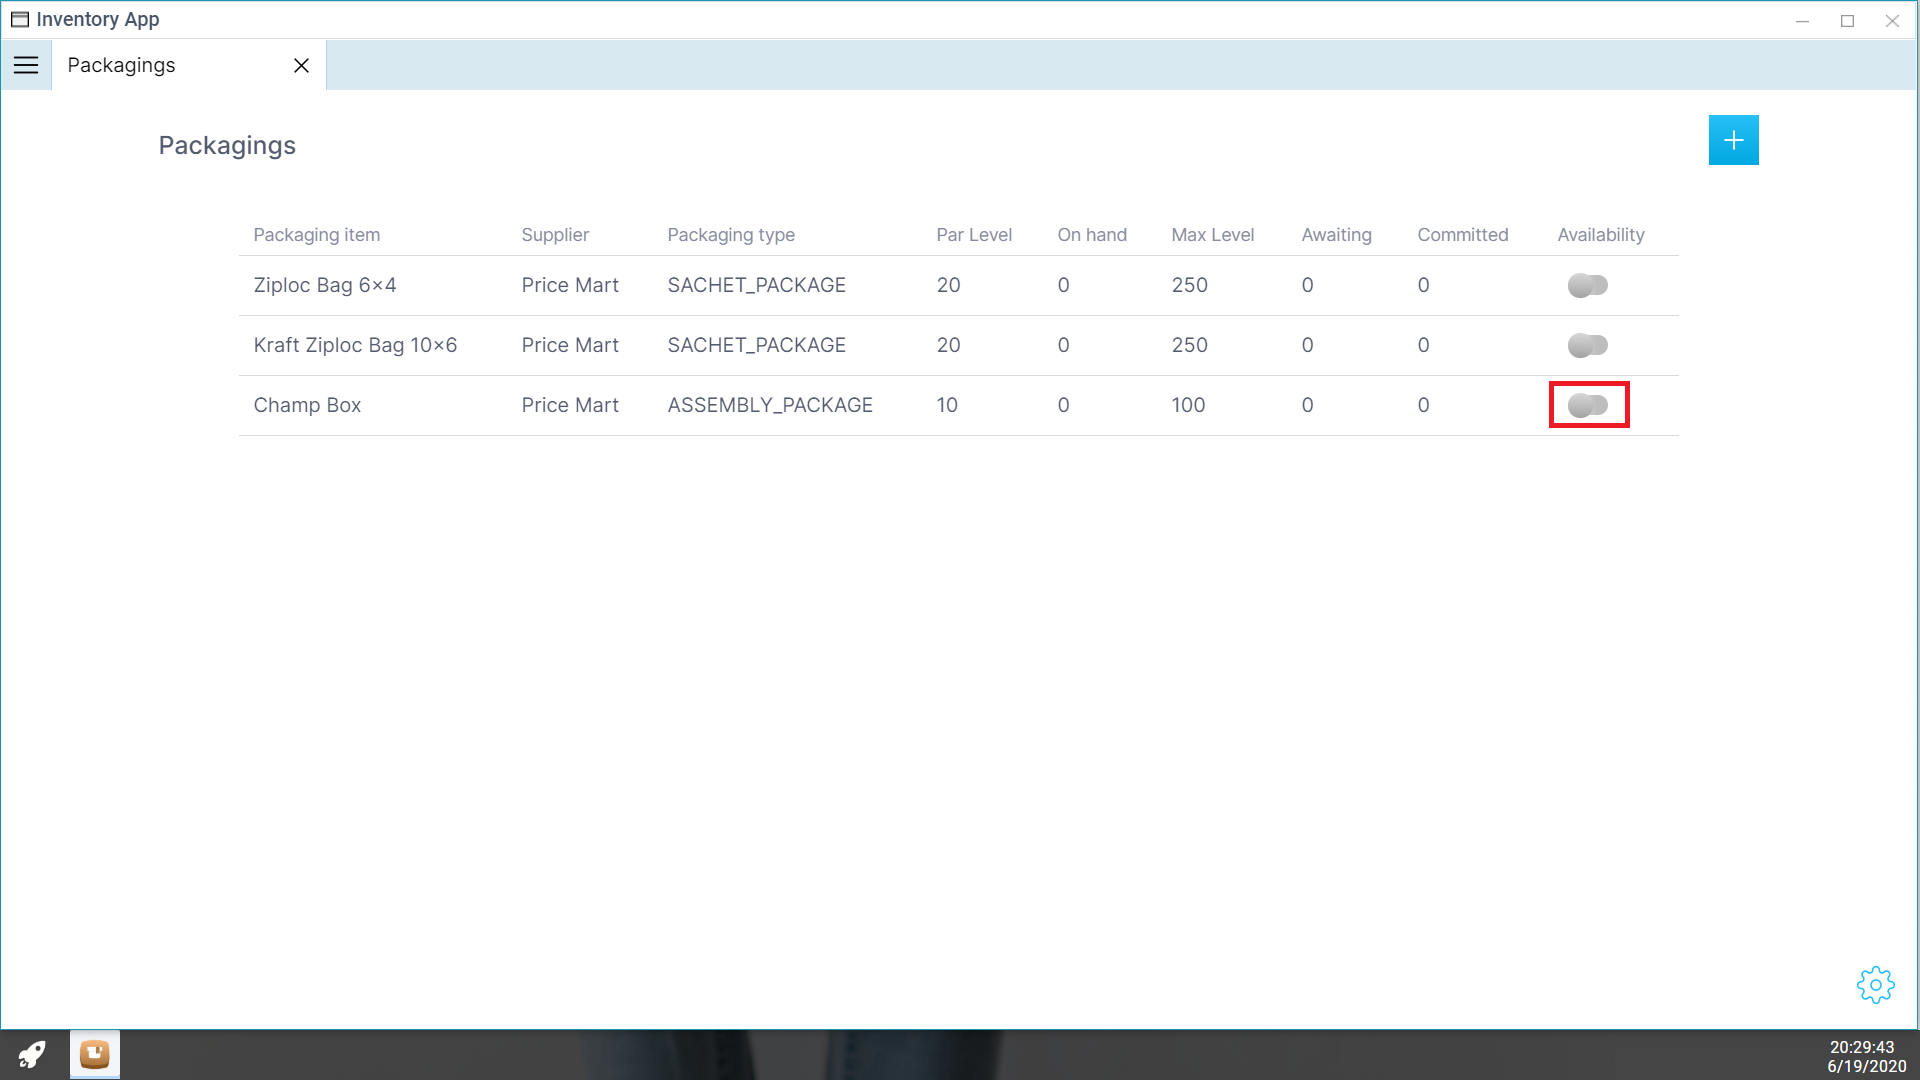 Inventory App
Packagings
Packagings
Packaging item Supplier Packaging type Par Level On hand Max Level Awaiting Committed Availability
Ziploc Bag 6×4 Price Mart SACHET_PACKAGE 20 0 250 0 0
Kraft Ziploc Bag 10×6 Price Mart SACHET_PACKAGE 20 0 250 0 0
Champ Box Price Mart ASSEMBLY_PACKAGE 10 0 100 0 0
20:29:43
6/19/2020